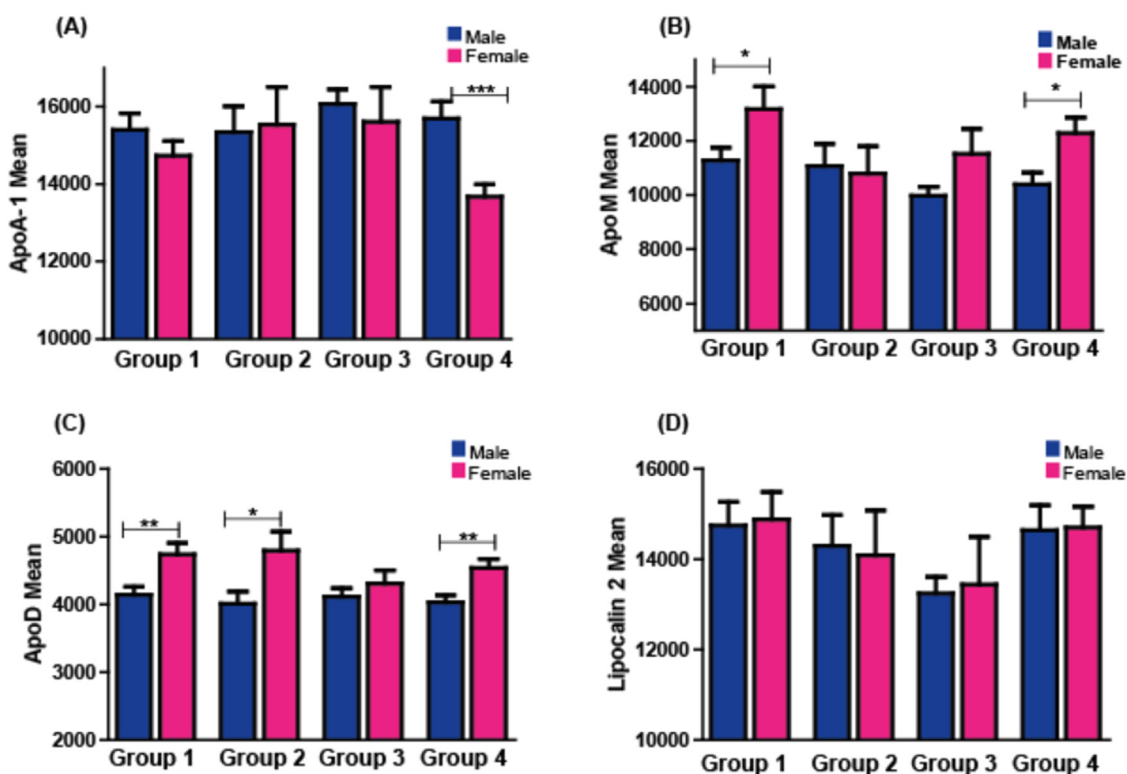 (A)
Male
Female
16000
14000
12000
10000
ApoA-1 Mean
***
Group 1 Group 2 Group 3 Group 4
(B)
Male
Female
14000
12000
10000
8000
6000
ApoM Mean
*
*
Group 1 Group 2 Group 3 Group 4
(C)
Male
Female
6000
5000
4000
3000
2000
ApoD Mean
**
*
**
Group 1 Group 2 Group 3 Group 4
(D)
Male
Female
16000
14000
12000
10000
Lipocalin 2 Mean
Group 1 Group 2 Group 3 Group 4